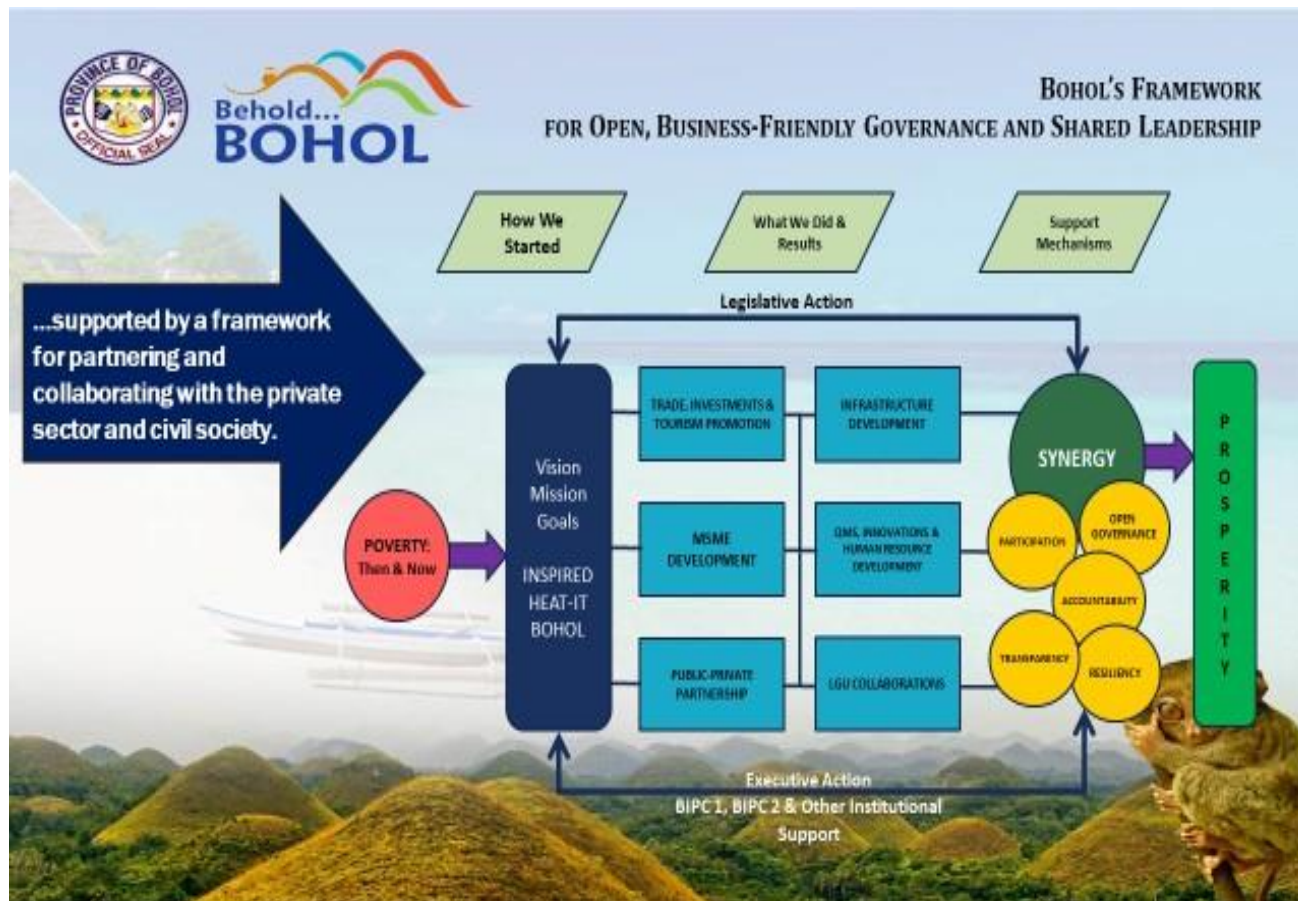 PROVINCE OF BOHOL
OFFICIAL SEAL
Behold...
BOHOL
BOHOL'S FRAMEWORK
FOR OPEN, BUSINESS-FRIENDLY GOVERNANCE AND SHARED LEADERSHIP
How We
Started
What We Did &
Results
Support
Mechanisms
...supported by a framework
for partnering and
collaborating with the private
sector and civil society.
Legislative Action
POVERTY:
Then & Now
Vision
Mission
Goals
INSPIRED
HEAT-IT
BOHOL
TRADE, INVESTMENTS &
TOURISM PROMOTION
INFRASTRUCTURE
DEVELOPMENT
MSME
DEVELOPMENT
QMS, INNOVATIONS &
HUMAN RESOURCE
DEVELOPMENT
PUBLIC-PRIVATE
PARTNERSHIP
LGU COLLABORATIONS
SYNERGY
PARTICIPATION
OPEN
GOVERNANCE
ACCOUNTABILITY
TRANSPARENCY
RESILIENCY
P
R
O
S
P
E
R
I
T
Y
Executive Action
BIPC 1, BIPC 2 & Other Institutional
Support